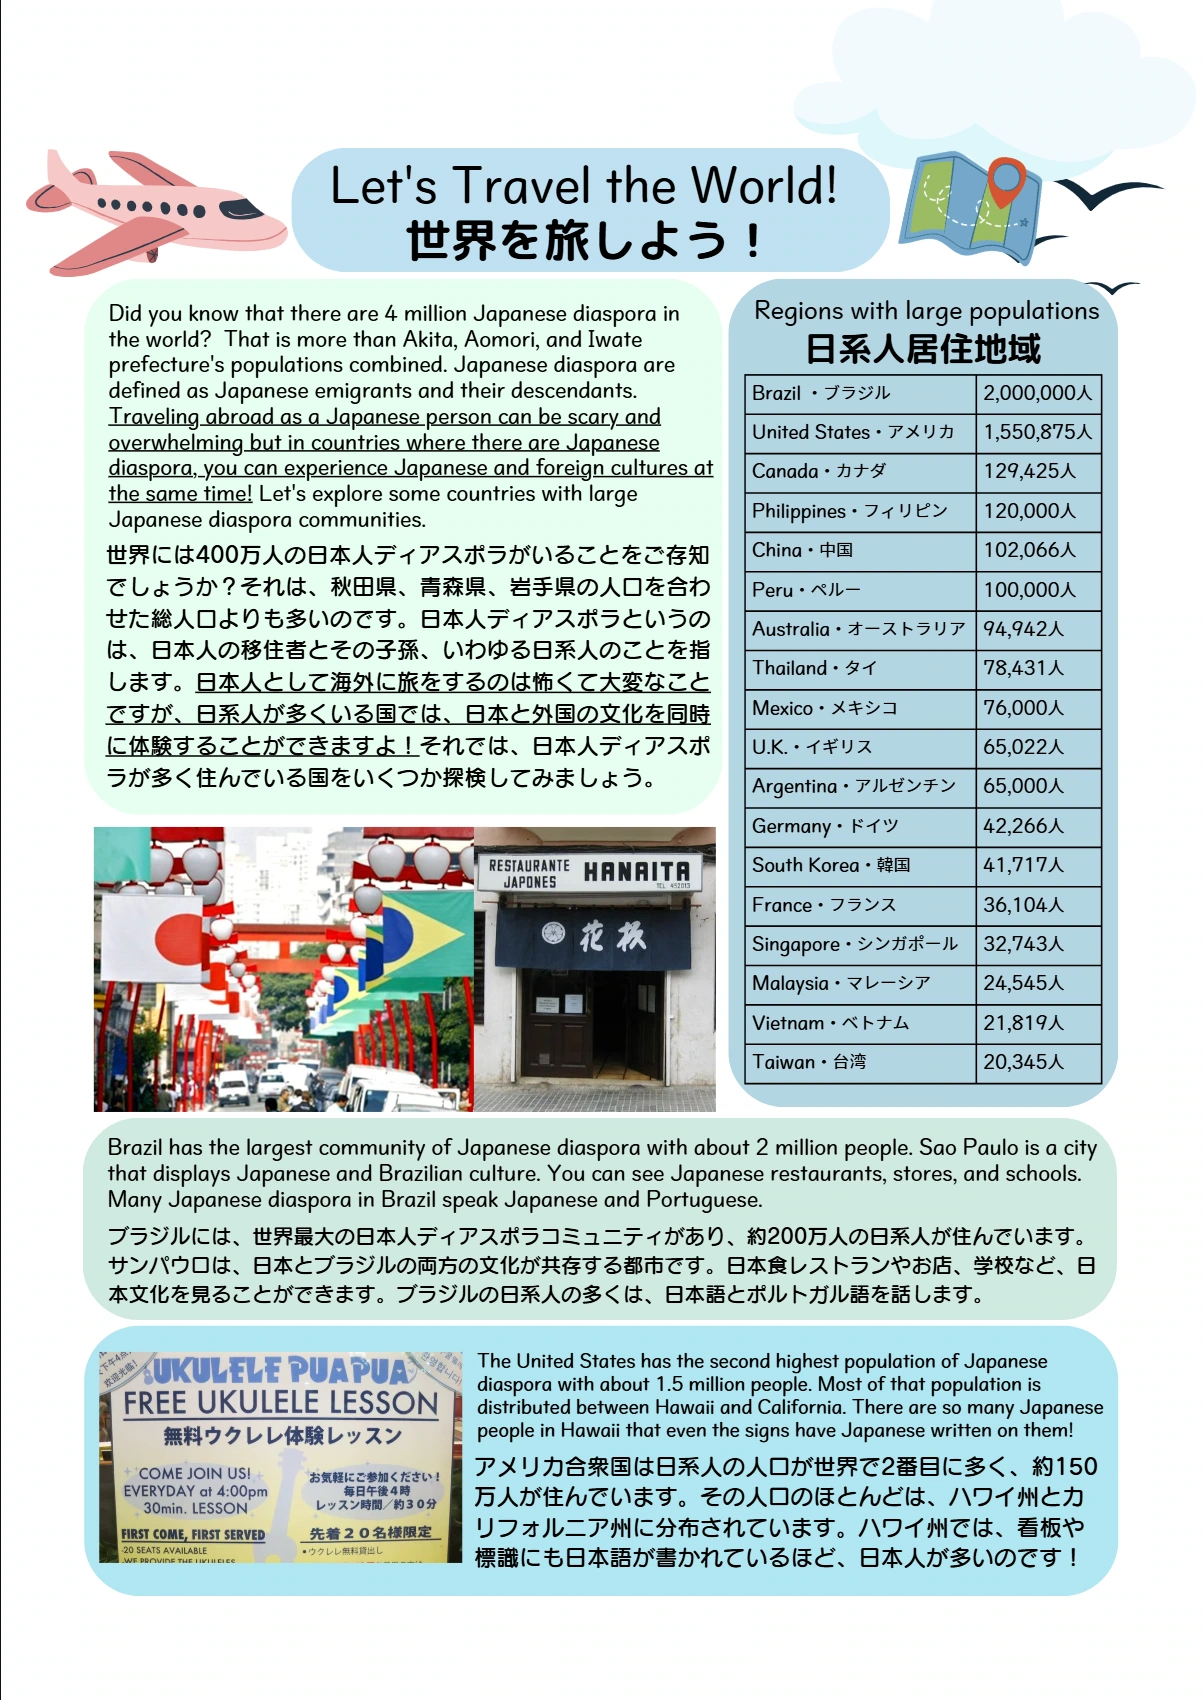 Let's Travel the World!
世界を旅しよう！
Did you know that there are 4 million Japanese diaspora in
the world?  That is more than Akita, Aomori, and Iwate
prefecture's populations combined. Japanese diaspora are
defined as Japanese emigrants and their descendants.
Traveling abroad as a Japanese person can be scary and
overwhelming but in countries where there are Japanese
diaspora, you can experience Japanese and foreign cultures at
the same time! Let's explore some countries with large
Japanese diaspora communities.
世界には400万人の日本人ディアスポラがいることをご存知
でしょうか？それは、秋田県、青森県、岩手県の人口を合わ
せた総人口よりも多いのです。日本人ディアスポラというの
は、日本人の移住者とその子孫、いわゆる日系人のことを指
します。日本人として海外に旅をするのは怖くて大変なこと
ですが、日系人が多くいる国では、日本と外国の文化を同時
に体験することができますよ！それでは、日本人ディアスポ
ラが多く住んでいる国をいくつか探検してみましょう。
Regions with large populations
日系人居住地域
Brazil ・ブラジル 2,000,000人
United States・アメリカ 1,550,875人
Canada・カナダ 129,425人
Philippines・フィリピン 120,000人
China・中国 102,066人
Peru・ペルー 100,000人
Australia・オーストラリア 94,942人
Thailand・タイ 78,431人
Mexico・メキシコ 76,000人
U.K.・イギリス 65,022人
Argentina・アルゼンチン 65,000人
Germany・ドイツ 42,266人
South Korea・韓国 41,717人
France・フランス 36,104人
Singapore・シンガポール 32,743人
Malaysia・マレーシア 24,545人
Vietnam・ベトナム 21,819人
Taiwan・台湾 20,345人
RESTAURANTE
JAPONES
HANAITA
TEL 452013
花板
Brazil has the largest community of Japanese diaspora with about 2 million people. Sao Paulo is a city
that displays Japanese and Brazilian culture. You can see Japanese restaurants, stores, and schools.
Many Japanese diaspora in Brazil speak Japanese and Portuguese.
ブラジルには、世界最大の日本人ディアスポラコミュニティがあり、約200万人の日系人が住んでいます。
サンパウロは、日本とブラジルの両方の文化が共存する都市です。日本食レストランやお店、学校など、日
本文化を見ることができます。ブラジルの日系人の多くは、日本語とポルトガル語を話します。
欢迎光临!
UKULELE PUAPUA
FREE UKULELE LESSON
無料ウクレレ体験レッスン
COME JOIN US!
EVERYDAY at 4:00pm
30min. LESSON
お気軽にご参加ください！
毎日午後４時
レッスン時間／約３０分
FIRST COME, FIRST SERVED
·20 SEATS AVAILABLE
·WE PROVIDE THE UKULELES
先着２０名様限定
•ウクレレ無料貸出し
The United States has the second highest population of Japanese
diaspora with about 1.5 million people. Most of that population is
distributed between Hawaii and California. There are so many Japanese
people in Hawaii that even the signs have Japanese written on them!
アメリカ合衆国は日系人の人口が世界で2番目に多く、約150
万人が住んでいます。その人口のほとんどは、ハワイ州とカ
リフォルニア州に分布されています。ハワイ州では、看板や
標識にも日本語が書かれているほど、日本人が多いのです！